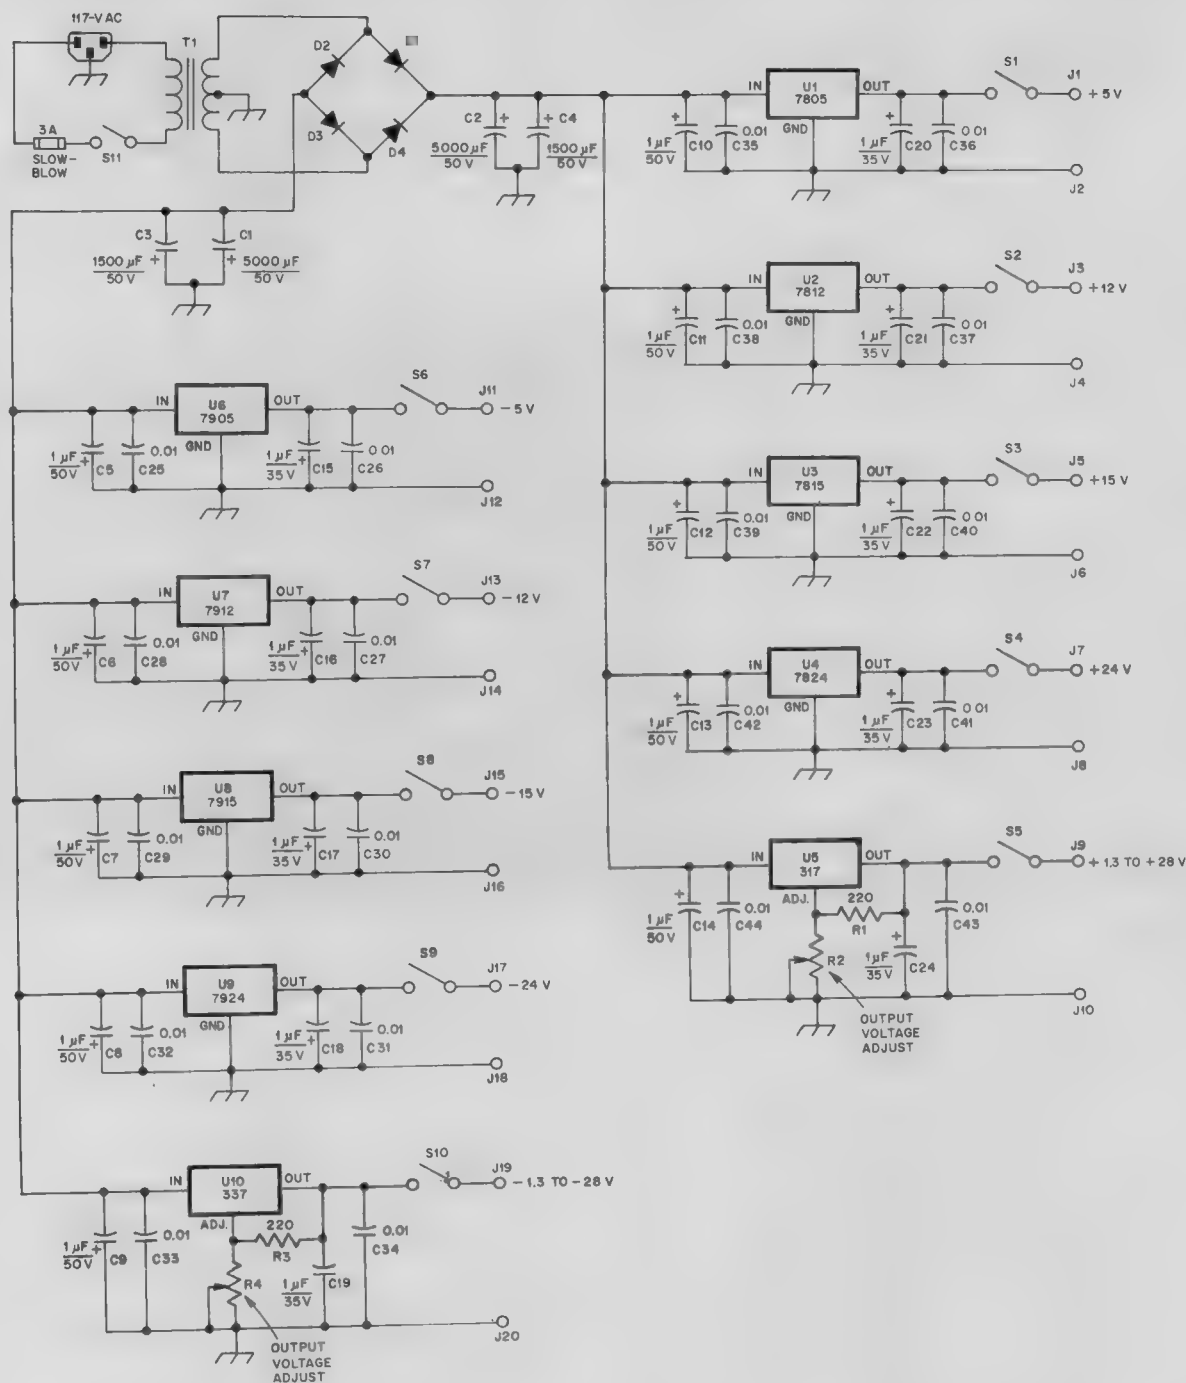 117-VAC
T1
3A
SLOW-
BLOW
S11
D2
D3
D4
C2 +
5000 µF
50 V
+ C4
1500 µF
50 V
C3
1500 µF +
50 V
C1
+ 5000 µF
50 V
IN
U1
7805
OUT
GND
S1
J1
+ 5 V
+
1 µF
50 V
C10
0.01
C35
+
1 µF
35 V
C20
0.01
C36
J2
IN
U2
7812
OUT
GND
S2
J3
+ 12 V
+
1 µF
50 V
C11
0.01
C38
+
1 µF
35 V
C21
0.01
C37
J4
IN
U3
7815
OUT
GND
S3
J5
+ 15 V
+
1 µF
50 V
C12
0.01
C39
+
1 µF
35 V
C22
0.01
C40
J6
IN
U4
7824
OUT
GND
S4
J7
+ 24 V
+
1 µF
50 V
C13
0.01
C42
+
1 µF
35 V
C23
0.01
C41
J8
IN
U5
317
OUT
ADJ.
S5
J9
+ 1.3 TO + 28 V
+
1 µF
50 V
C14
0.01
C44
220
R1
R2
+
1 µF
35 V
C24
0.01
C43
OUTPUT
VOLTAGE
ADJUST
J10
IN
U6
7905
OUT
GND
S6
J11
- 5 V
1 µF
50 V
+
C5
0.01
C25
1 µF
35 V
+
C15
0.01
C26
J12
IN
U7
7912
OUT
GND
S7
J13
- 12 V
1 µF
50 V
+
C6
0.01
C28
1 µF
35 V
+
C16
0.01
C27
J14
IN
U8
7915
OUT
GND
S8
J15
- 15 V
1 µF
50 V
+
C7
0.01
C29
1 µF
35 V
+
C17
0.01
C30
J16
IN
U9
7924
OUT
GND
S9
J17
- 24 V
1 µF
50 V
+
C8
0.01
C32
1 µF
35 V
+
C18
0.01
C31
J18
IN
U10
337
OUT
ADJ.
S10
J19
- 1.3 TO - 28 V
1 µF
50 V
+
C9
0.01
C33
220
R3
R4
1 µF
35 V
C19
0.01
C34
OUTPUT
VOLTAGE
ADJUST
J20